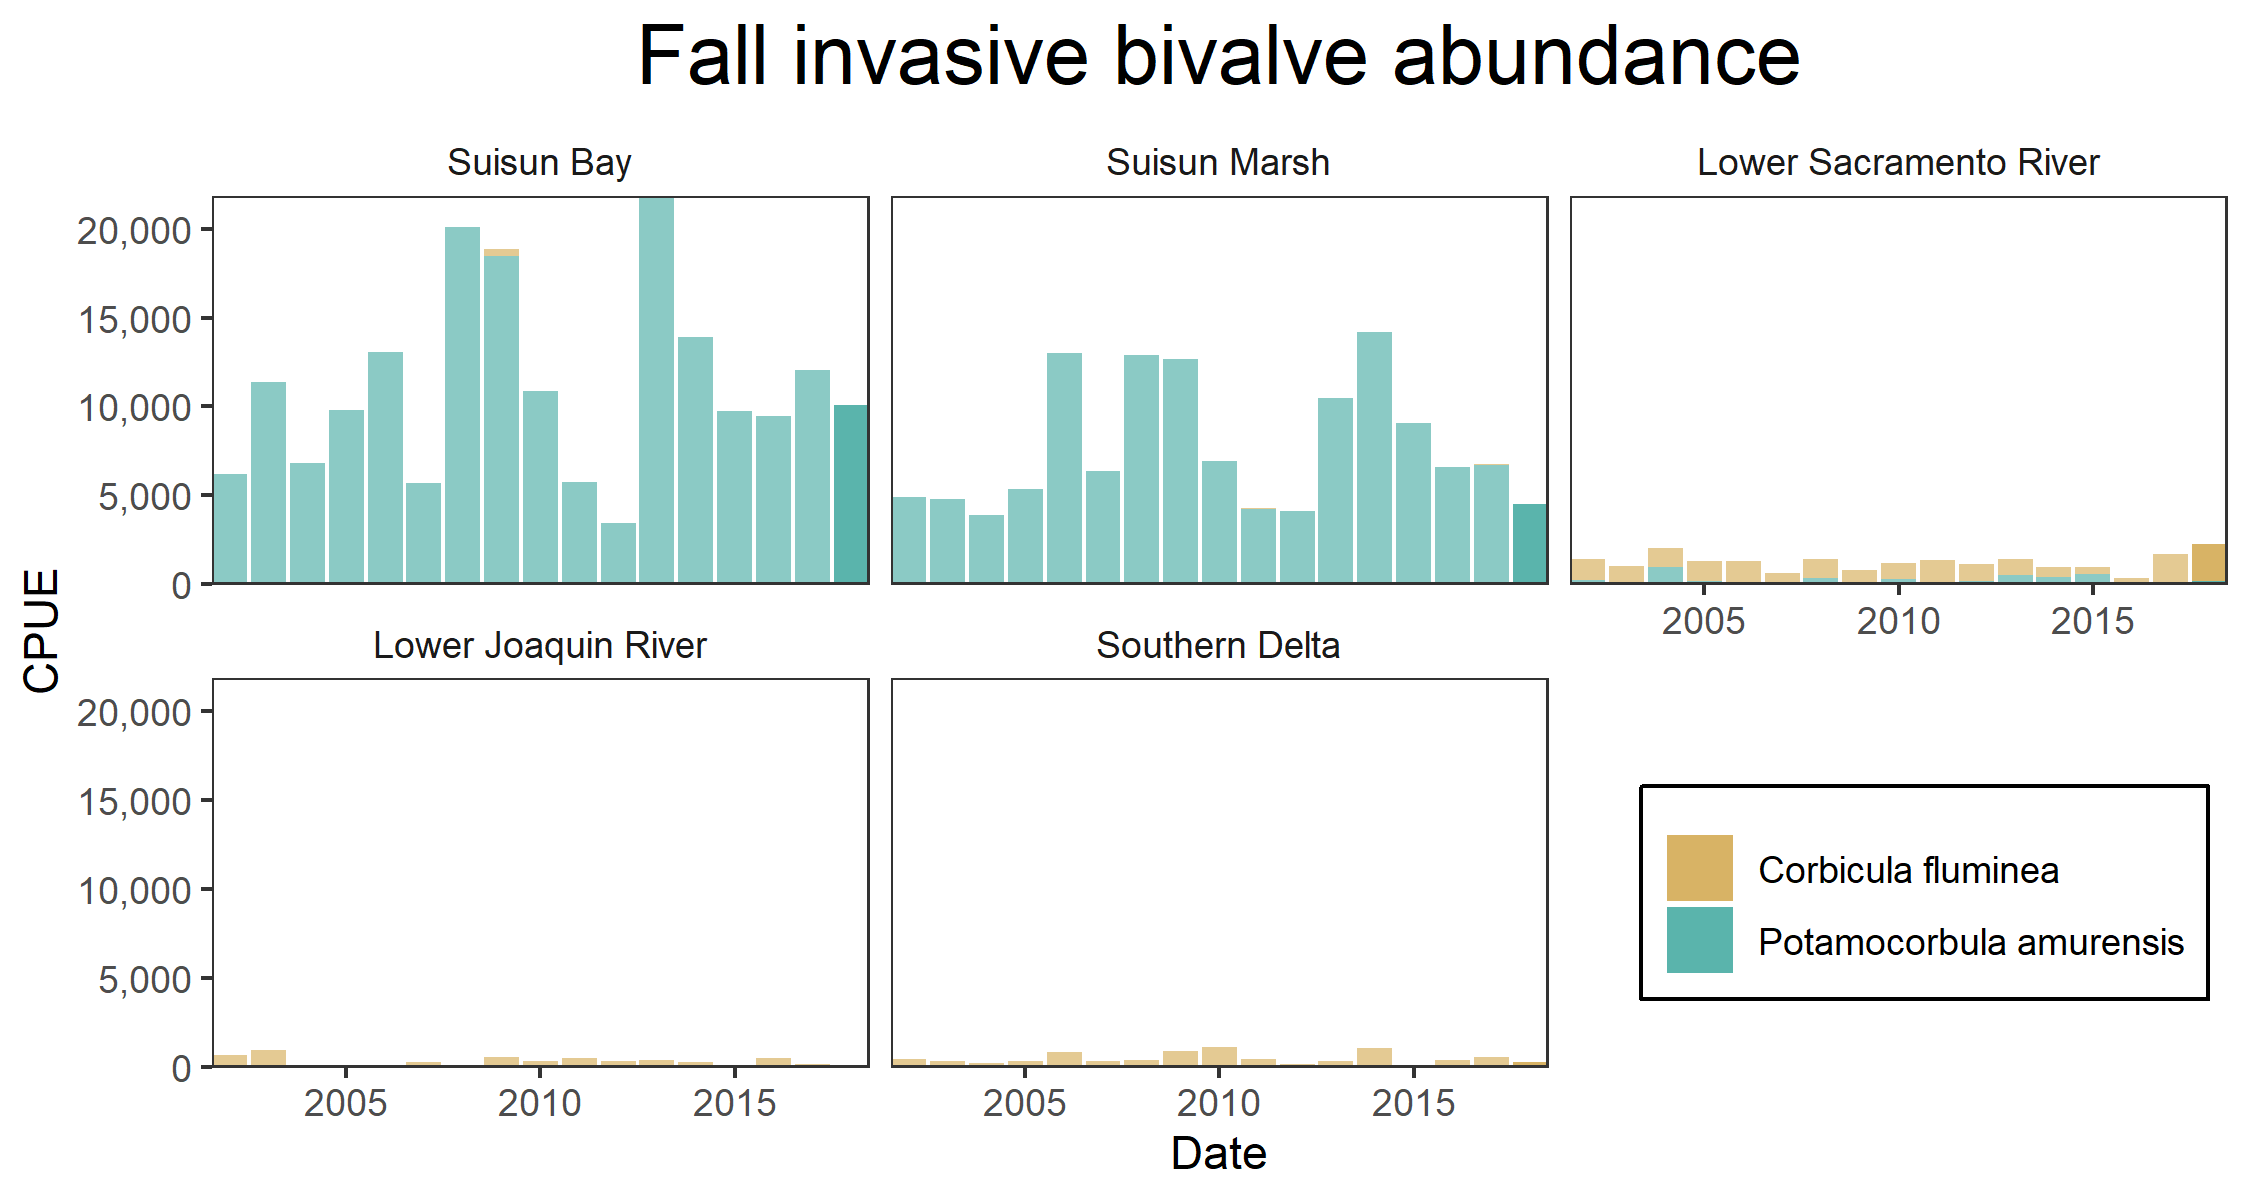 Fall invasive bivalve abundance
Suisun Bay
Suisun Marsh
Lower Sacramento River
20,000
15,000
10,000
5,000
0
2005 2010 2015
CPUE
Lower Joaquin River
Southern Delta
20,000
15,000
10,000
5,000
0
2005 2010 2015
2005 2010 2015
Date
Corbicula fluminea
Potamocorbula amurensis